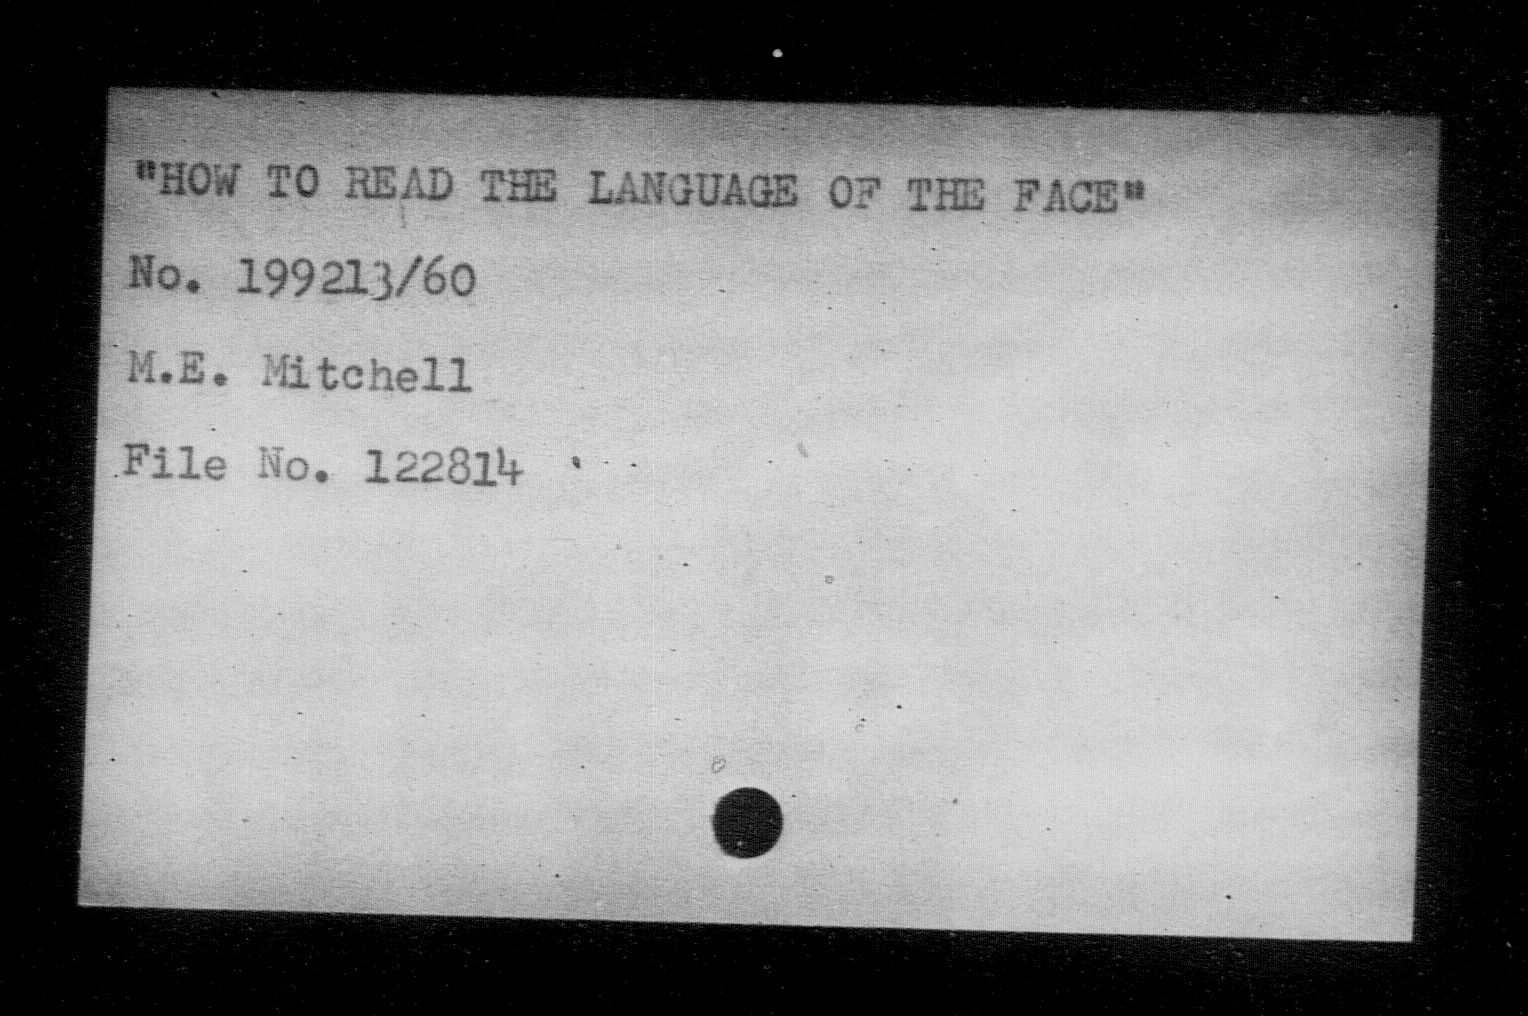 "HOW TO READ THE LANGUAGE OF THE FACE"
No. 199213/60
M.E. Mitchell
File No. 122814